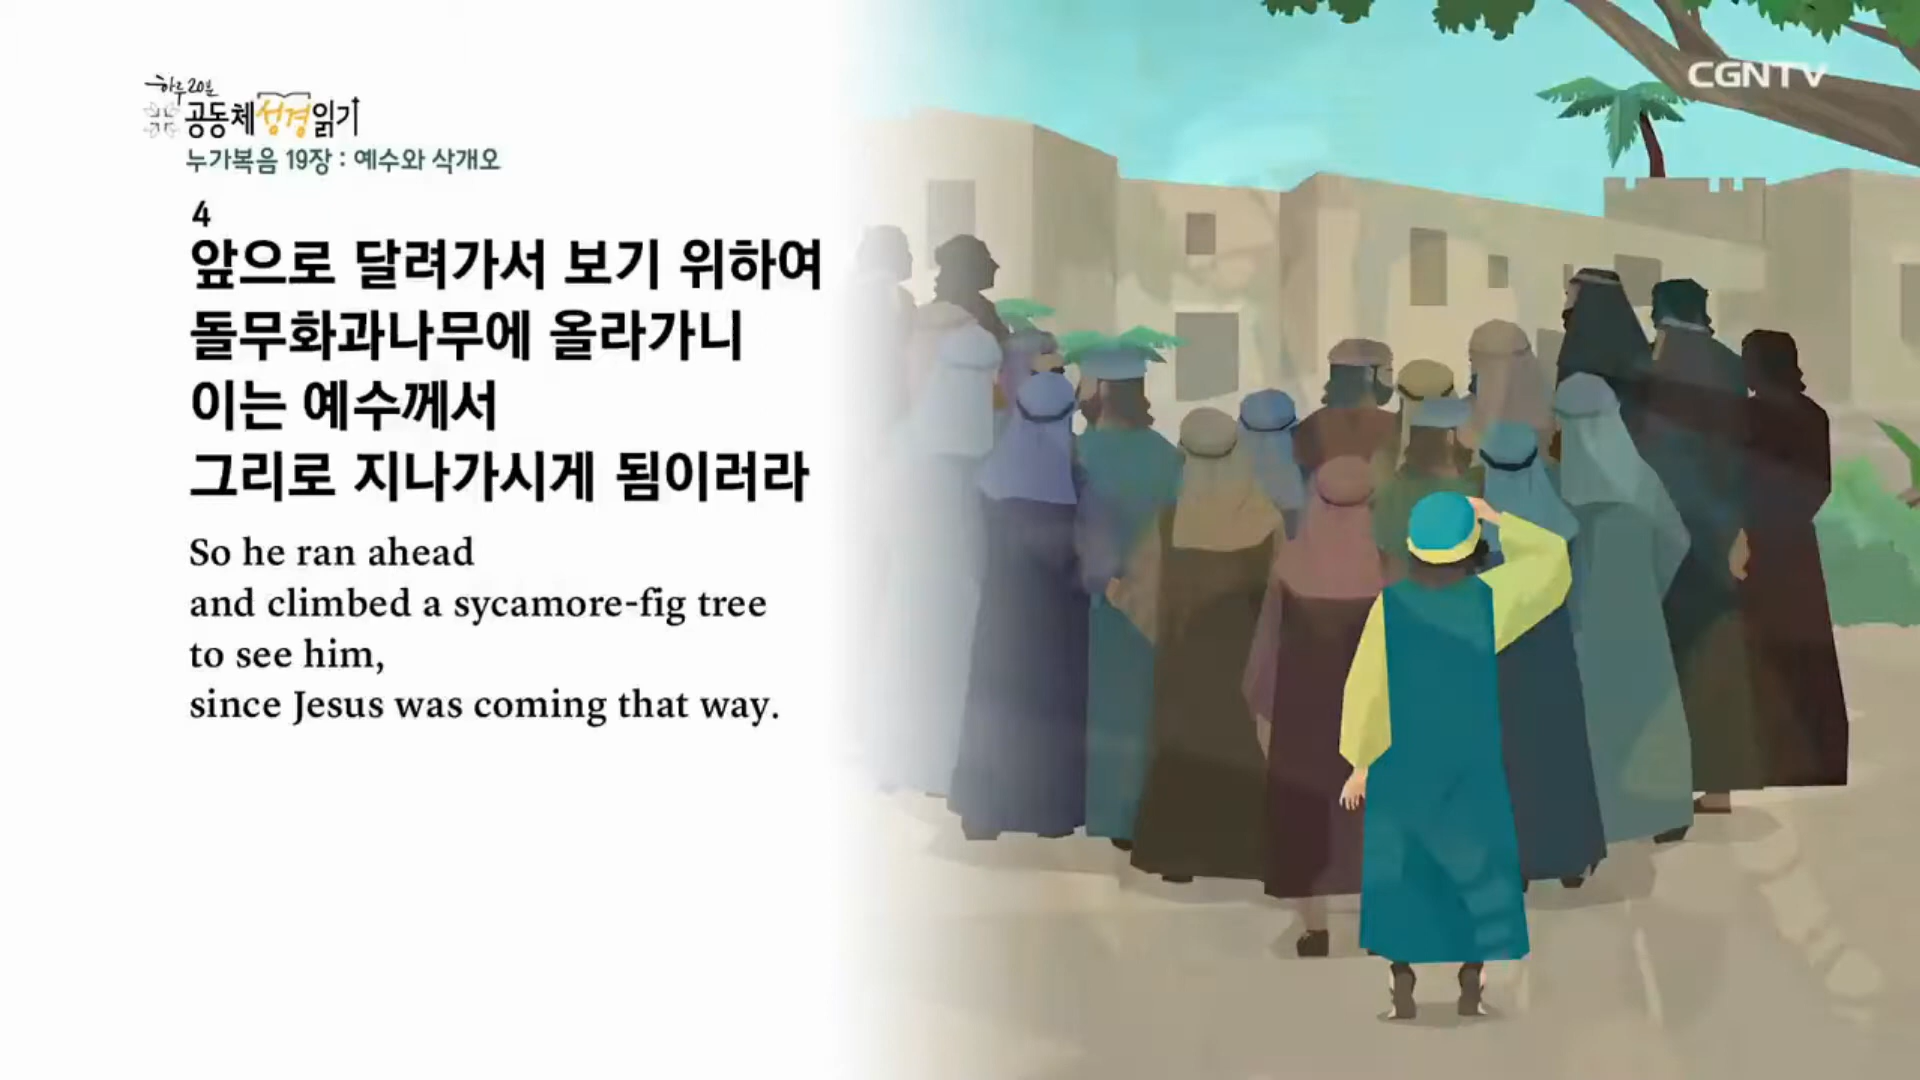 하루 20분
공동체성경읽기
누가복음 19장 : 예수와 삭개오
4
앞으로 달려가서 보기 위하여
돌무화과나무에 올라가니
이는 예수께서
그리로 지나가시게 됨이러라
So he ran ahead
and climbed a sycamore-fig tree
to see him,
since Jesus was coming that way.
CGNTV